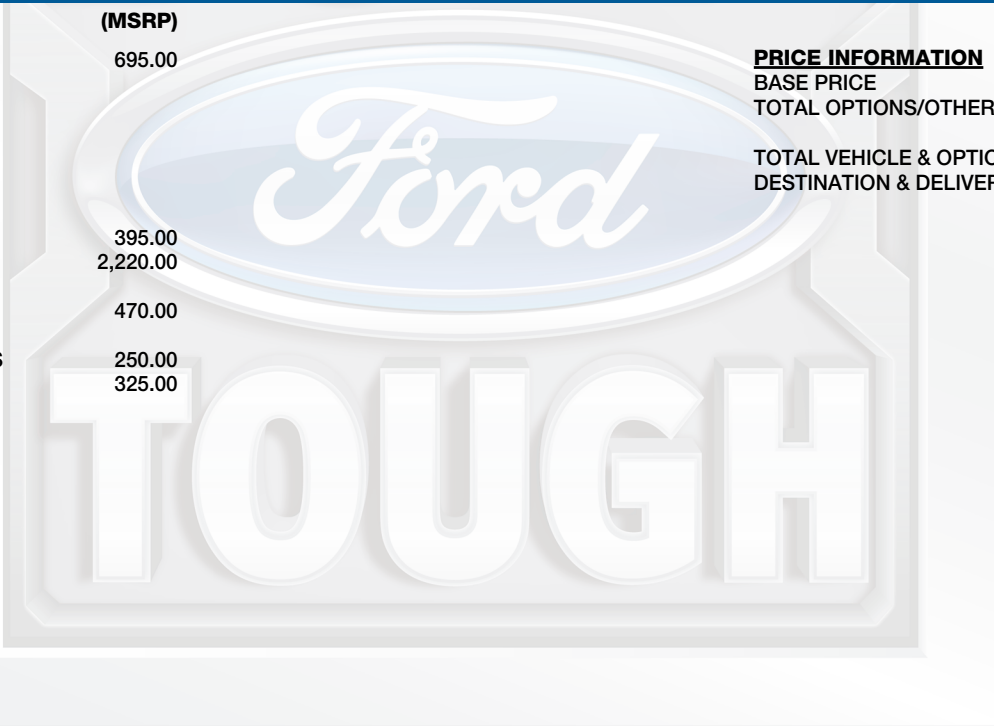 (MSRP)
695.00
395.00
2,220.00
470.00
250.00
325.00
PRICE INFORMATION
BASE PRICE
TOTAL OPTIONS/OTHER
TOTAL VEHICLE & OPTIO
DESTINATION & DELIVER
Ford
TOUGH